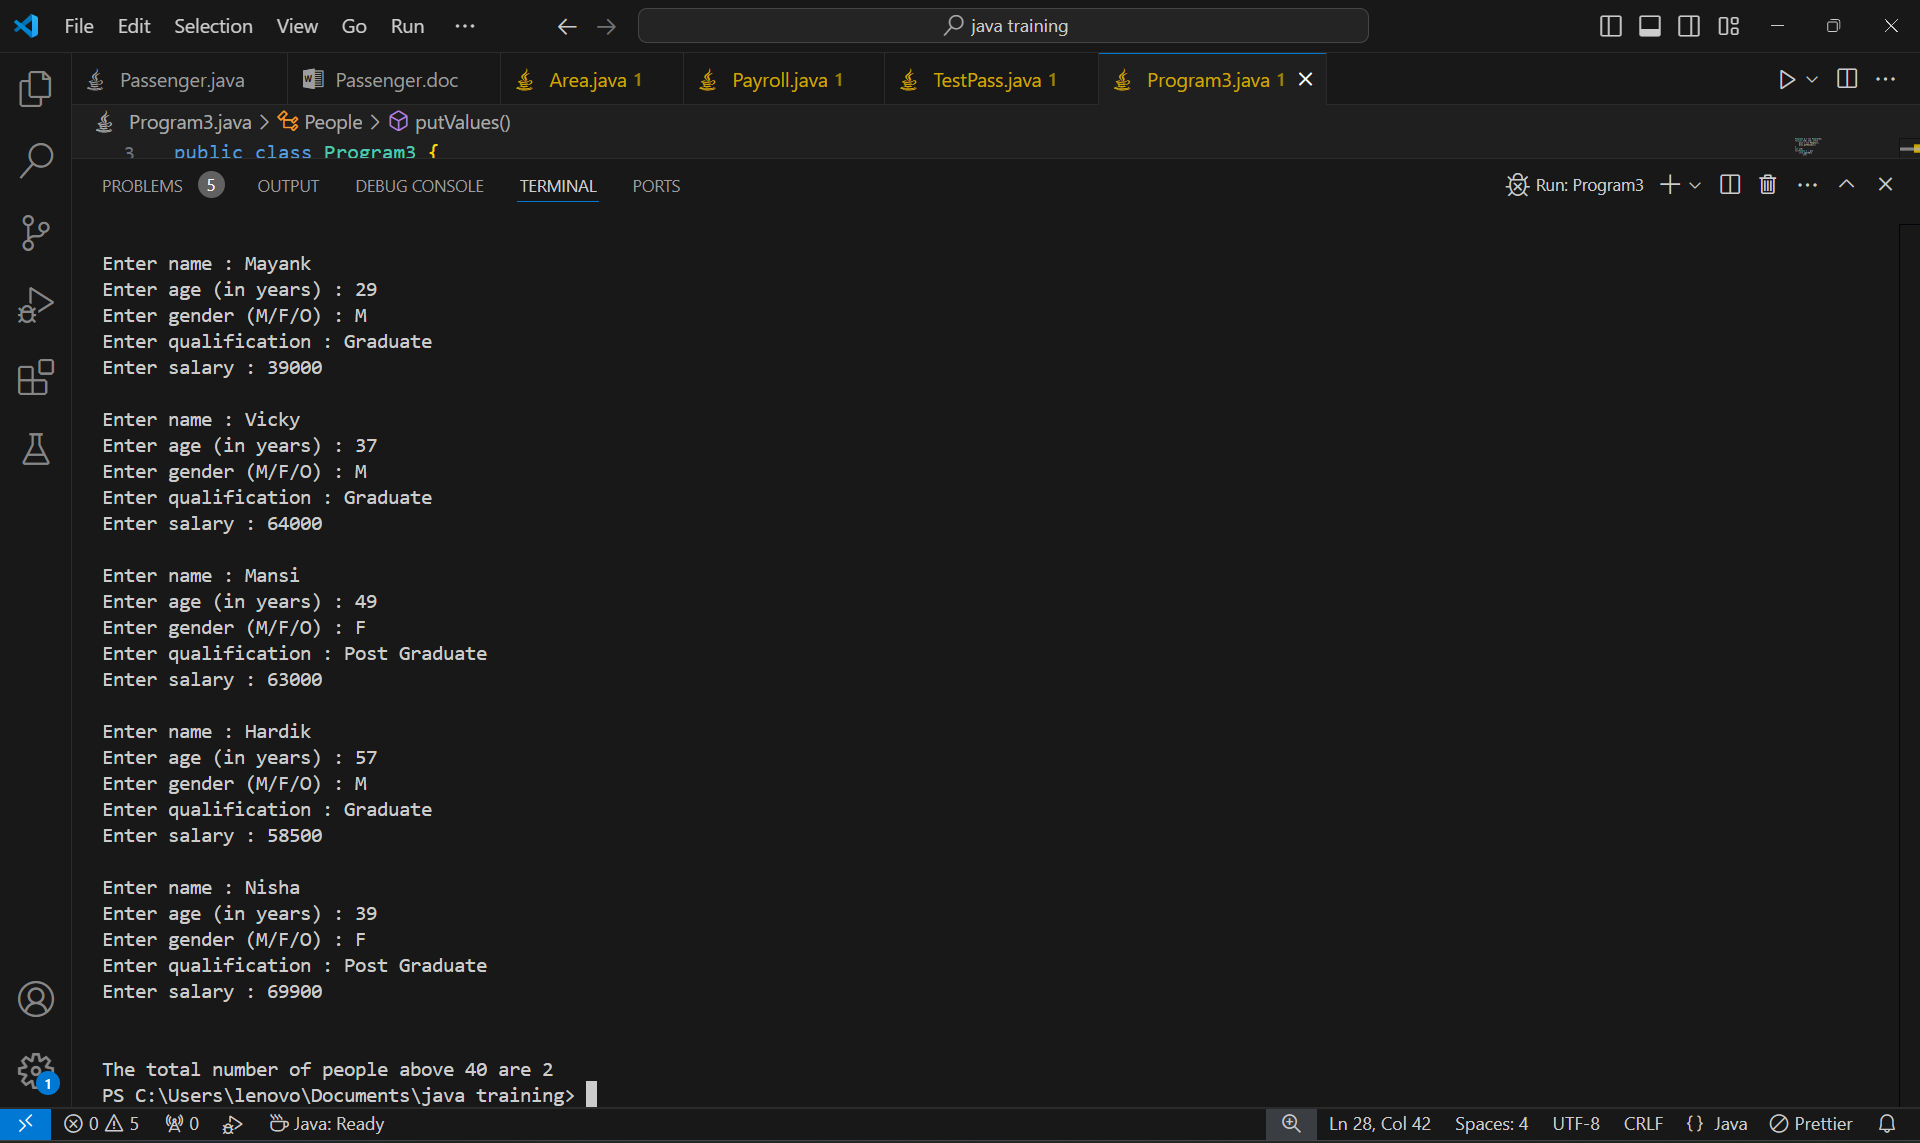 File Edit Selection View Go Run ··· java training
Passenger.java Passenger.doc Area.java 1 Payroll.java 1 TestPass.java 1 Program3.java 1
Program3.java > People > putValues()
3 public class Program3 {
PROBLEMS 5 OUTPUT DEBUG CONSOLE TERMINAL PORTS Run: Program3
Enter name : Mayank
Enter age (in years) : 29
Enter gender (M/F/O) : M
Enter qualification : Graduate
Enter salary : 39000
Enter name : Vicky
Enter age (in years) : 37
Enter gender (M/F/O) : M
Enter qualification : Graduate
Enter salary : 64000
Enter name : Mansi
Enter age (in years) : 49
Enter gender (M/F/O) : F
Enter qualification : Post Graduate
Enter salary : 63000
Enter name : Hardik
Enter age (in years) : 57
Enter gender (M/F/O) : M
Enter qualification : Graduate
Enter salary : 58500
Enter name : Nisha
Enter age (in years) : 39
Enter gender (M/F/O) : F
Enter qualification : Post Graduate
Enter salary : 69900
The total number of people above 40 are 2
PS C:\Users\lenovo\Documents\java training>
1
0 5 0 Java: Ready Ln 28, Col 42 Spaces: 4 UTF-8 CRLF {} Java Prettier